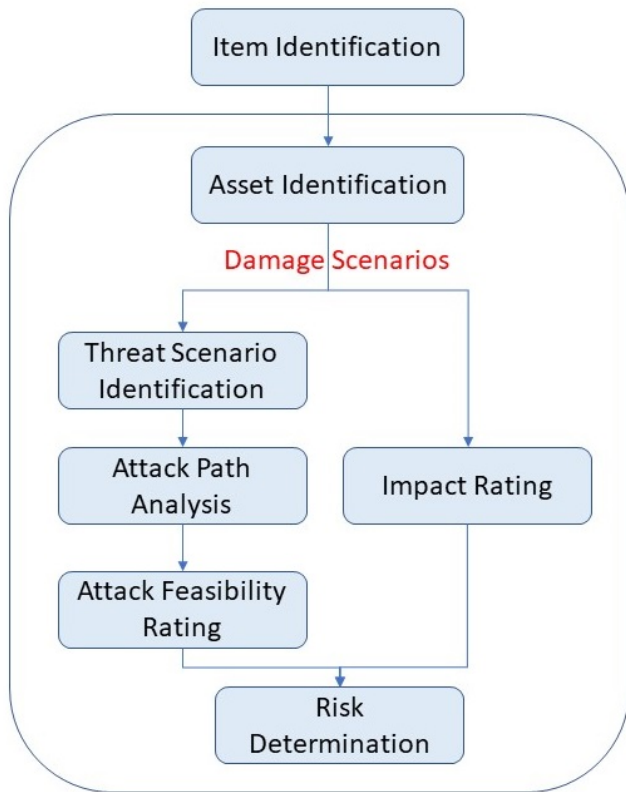 Item Identification
Asset Identification
Damage Scenarios
Threat Scenario
Identification
Attack Path
Analysis
Impact Rating
Attack Feasibility
Rating
Risk
Determination